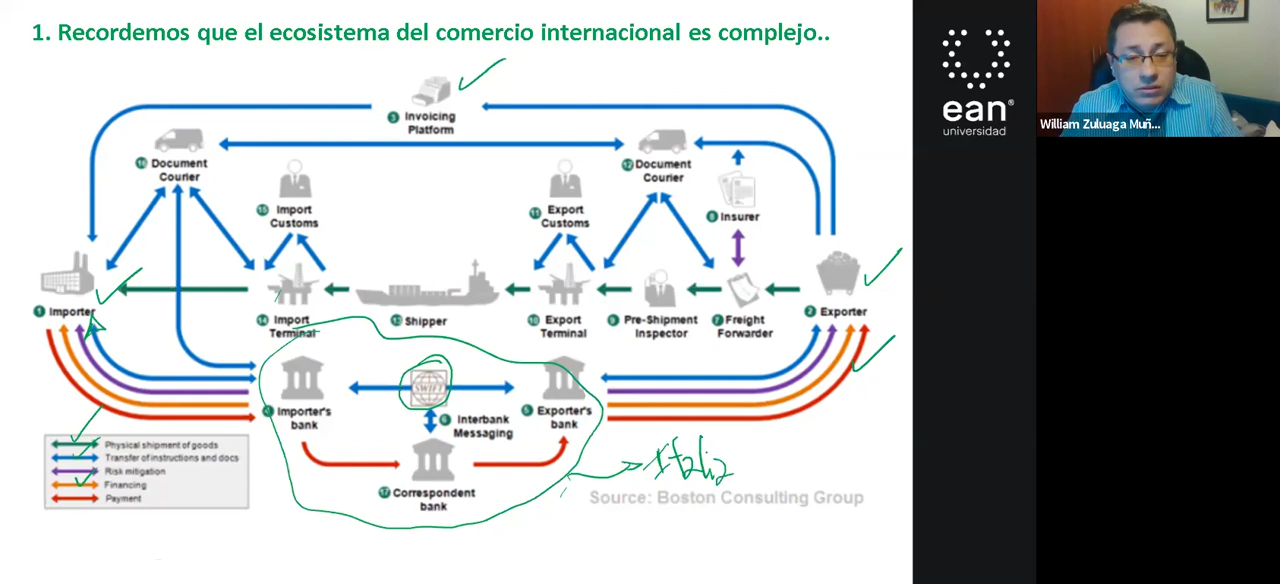 1. Recordemos que el ecosistema del comercio internacional es complejo..
ean®
universidad
William Zuluaga Muñ...
3 Invoicing
Platform
16 Document
Courier
12 Document
Courier
15 Import
Customs
11 Export
Customs
8 Insurer
1 Importer
14 Import
Terminal
13 Shipper
10 Export
Terminal
9 Pre-Shipment
Inspector
7 Freight
Forwarder
2 Exporter
SWIFT
4 Importer's
bank
6 Interbank
Messaging
5 Exporter's
bank
17 Correspondent
bank
Physical shipment of goods
Transfer of instructions and docs
Risk mitigation
Financing
Payment
Italia
Source: Boston Consulting Group